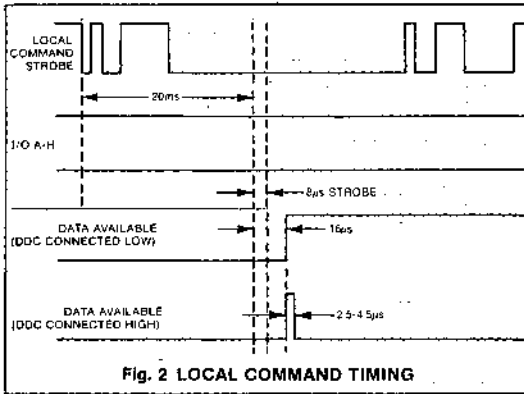 LOCAL
COMMAND
STROBE
20ms
I/O A-H
8µs STROBE
DATA AVAILABLE
(DDC CONNECTED LOW)
16µs
DATA AVAILABLE
(DDC CONNECTED HIGH)
2·5-4·5µs
Fig. 2 LOCAL COMMAND TIMING